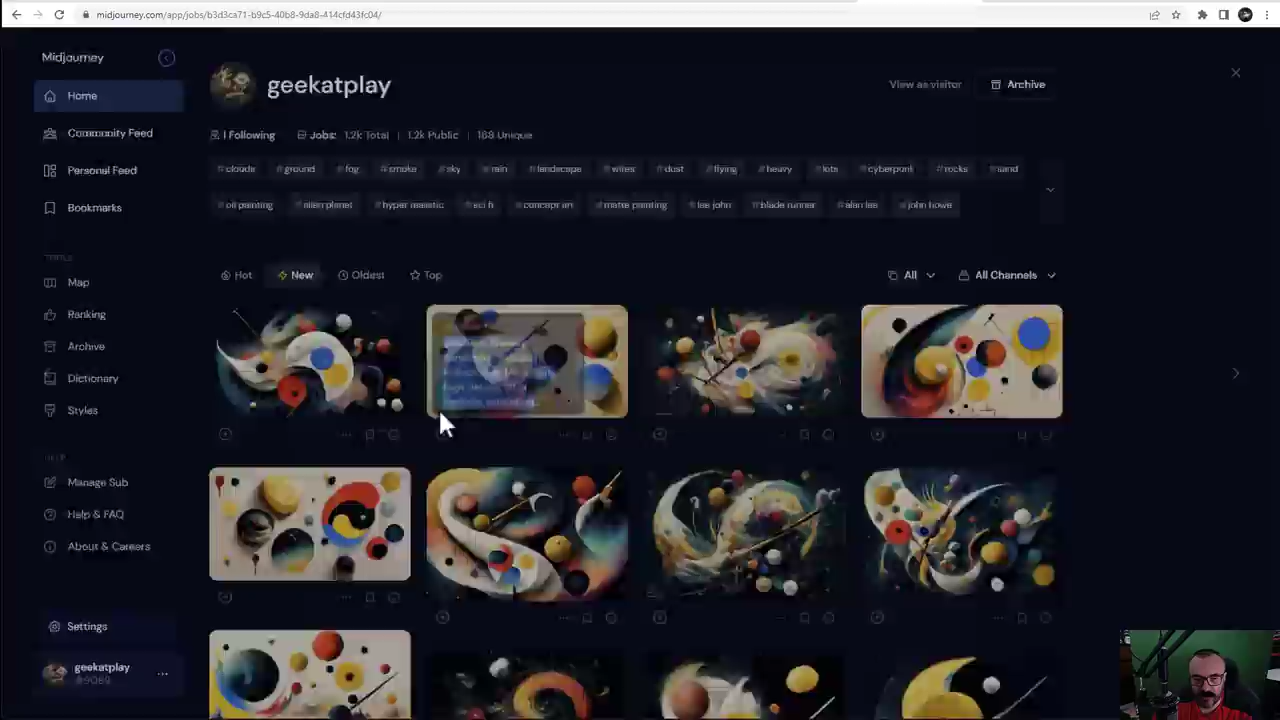 midjourney.com/app/jobs/b3d3ca71-b9c5-40b8-9da8-414cfd43fc04/
Midjourney
Home
Community Feed
Personal Feed
Bookmarks
TOOLS
Map
Ranking
Archive
Dictionary
Styles
HELP
Manage Sub
Help & FAQ
About & Careers
Settings
geekatplay
#9089
geekatplay
View as visitor
Archive
1 Following Jobs: 1.2k Total | 1.2k Public | 168 Unique
#clouds #ground #fog #smoke #sky #rain #landscape #wires #dust #flying #heavy #lots #cyberpunk #rocks #sand
#oil painting #alien planet #hyper realistic #sci fi #concept art #matte painting #lee john #blade runner #alan lee #john howe
Hot New Oldest Top
All All Channels